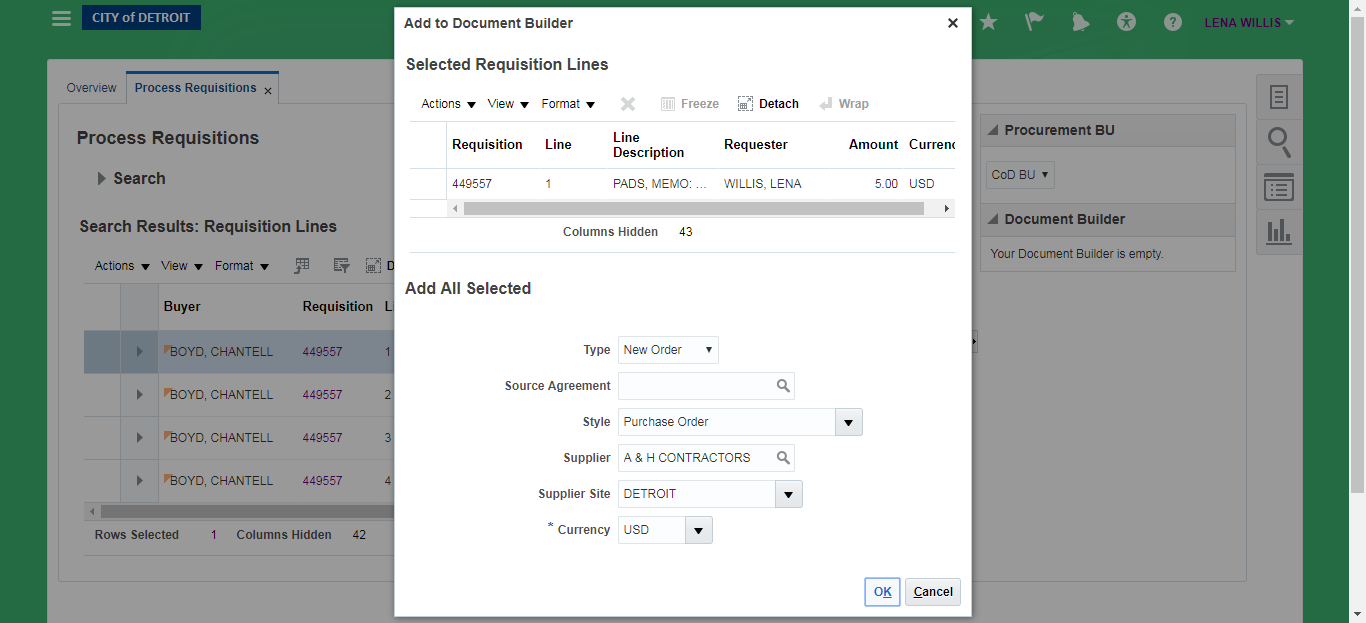 CITY of DETROIT
LENA WILLIS
Overview
Process Requisitions
Process Requisitions
Search
Search Results: Requisition Lines
Actions View Format
Buyer Requisition
BOYD, CHANTELL 449557 1
BOYD, CHANTELL 449557 2
BOYD, CHANTELL 449557 3
BOYD, CHANTELL 449557 4
Rows Selected 1 Columns Hidden 42
Add to Document Builder
Selected Requisition Lines
Actions View Format Freeze Detach Wrap
Requisition Line Line Description Requester Amount Currenc
449557 1 PADS, MEMO: ... WILLIS, LENA 5.00 USD
Columns Hidden 43
Add All Selected
Type New Order
Source Agreement
Style Purchase Order
Supplier A & H CONTRACTORS
Supplier Site DETROIT
* Currency USD
OK Cancel
Procurement BU
CoD BU
Document Builder
Your Document Builder is empty.